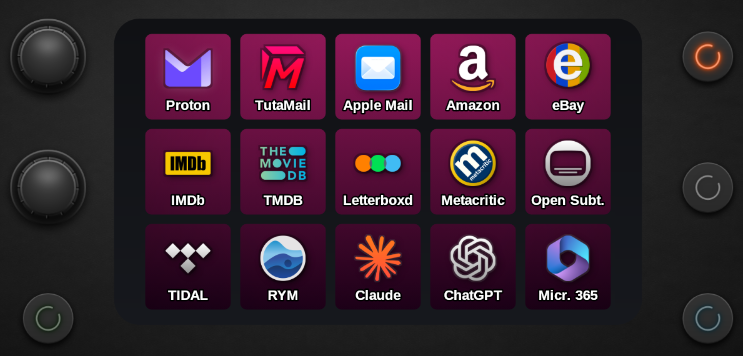 Proton
TutaMail
Apple Mail
a
Amazon
e
eBay
IMDb
IMDb
THE
MOVIE
DB
TMDB
Letterboxd
m
metacritic
Metacritic
Open Subt.
TIDAL
RYM
Claude
ChatGPT
Micr. 365